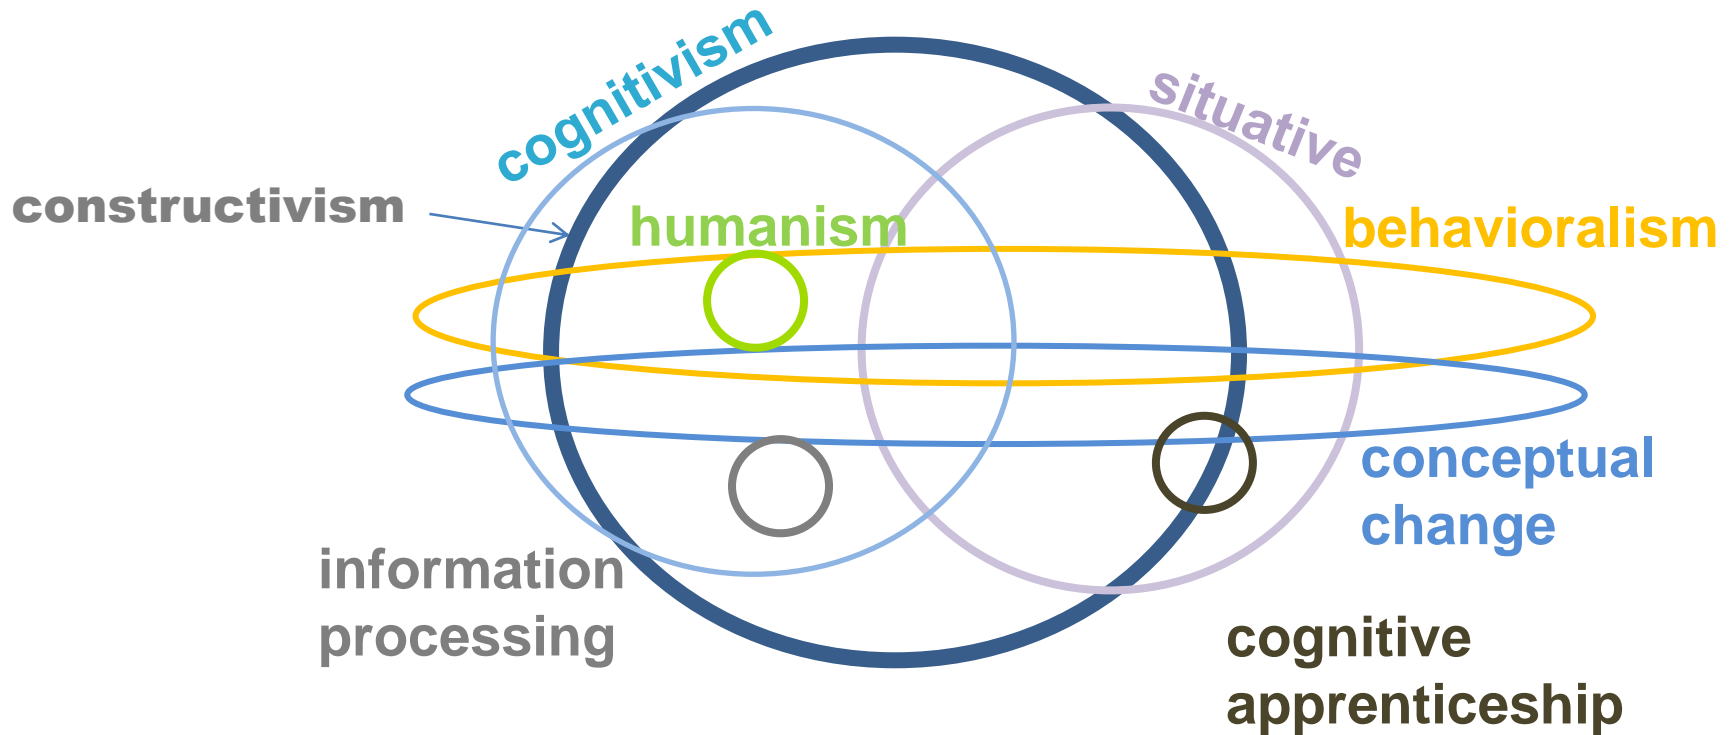 cognitivism
situative
constructivism
humanism
behavioralism
conceptual
change
information
processing
cognitive
apprenticeship